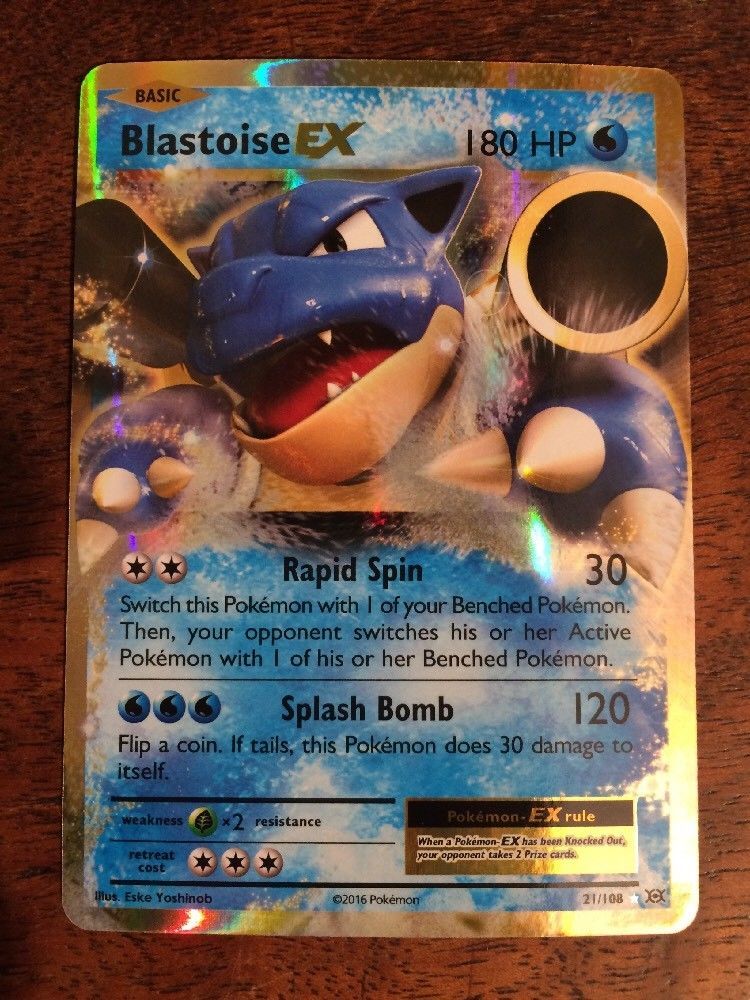 BASIC
Blastoise EX 180 HP
Rapid Spin 30
Switch this Pokémon with 1 of your Benched Pokémon.
Then, your opponent switches his or her Active
Pokémon with 1 of his or her Benched Pokémon.
Splash Bomb 120
Flip a coin. If tails, this Pokémon does 30 damage to
itself.
weakness ×2 resistance
retreat
cost
Pokémon-EX rule
When a Pokémon-EX has been Knocked Out,
your opponent takes 2 Prize cards.
Illus. Eske Yoshinob
©2016 Pokémon
21/108